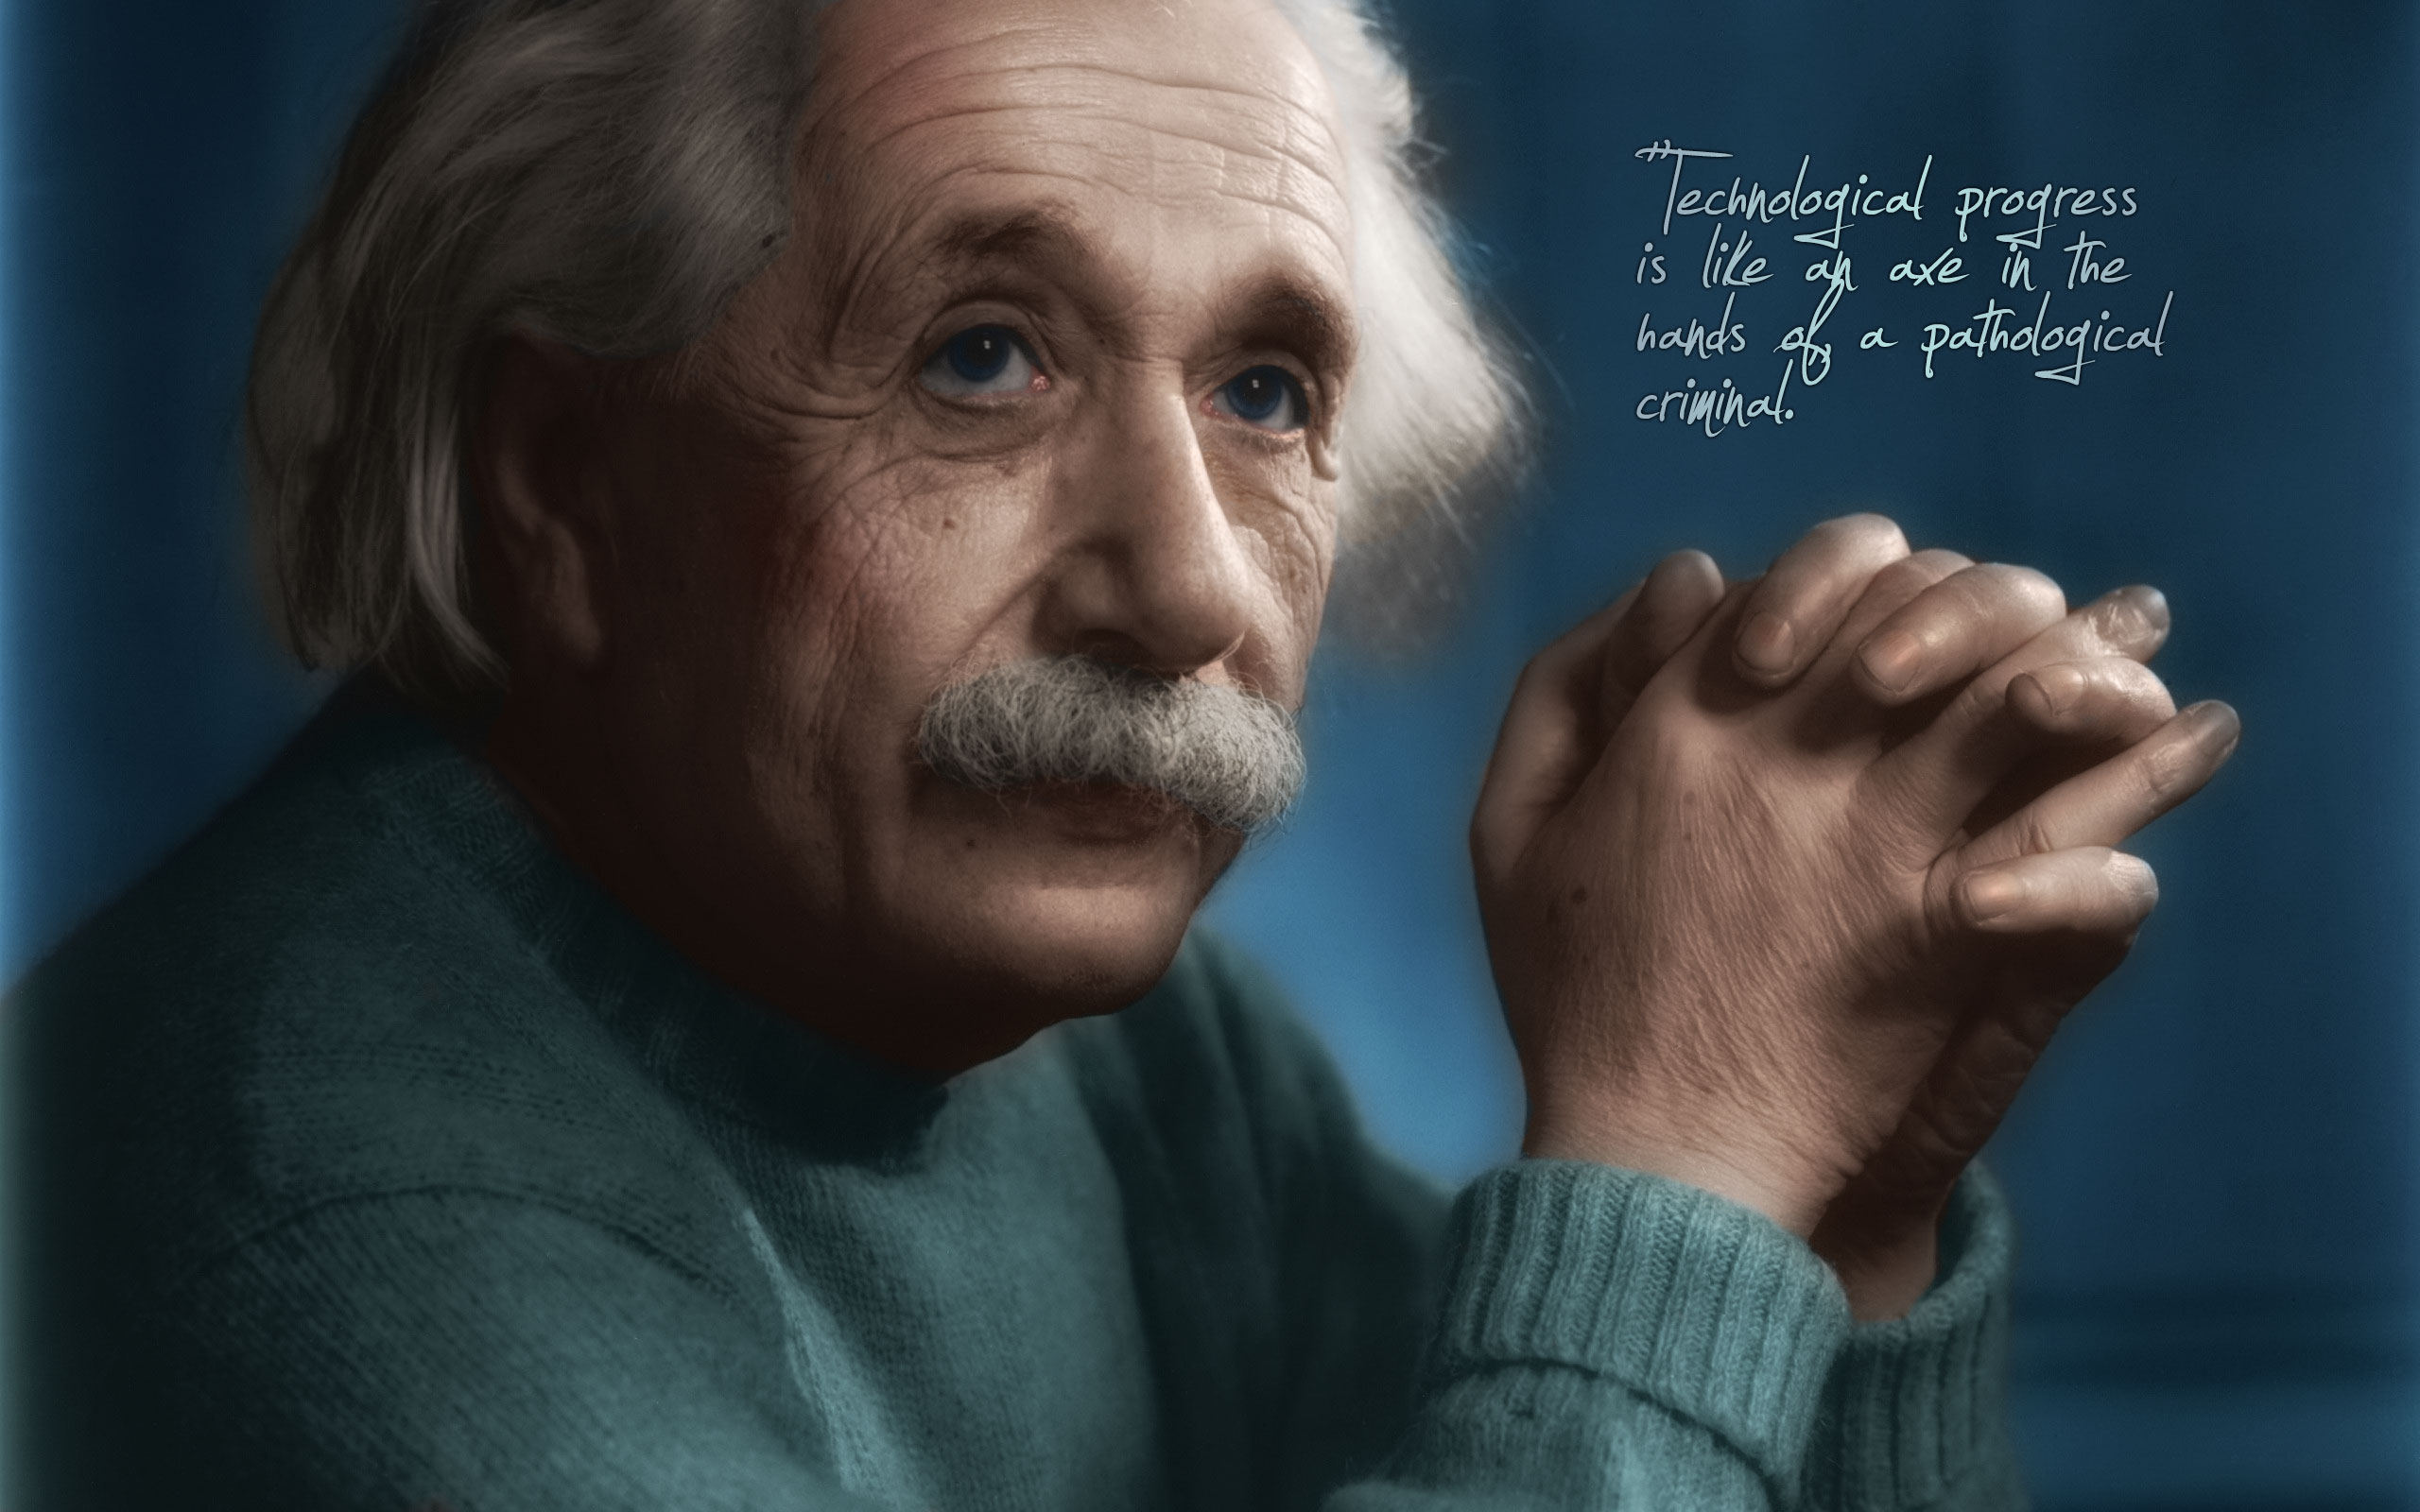 "Technological progress
is like an axe in the
hands of a pathological
criminal.